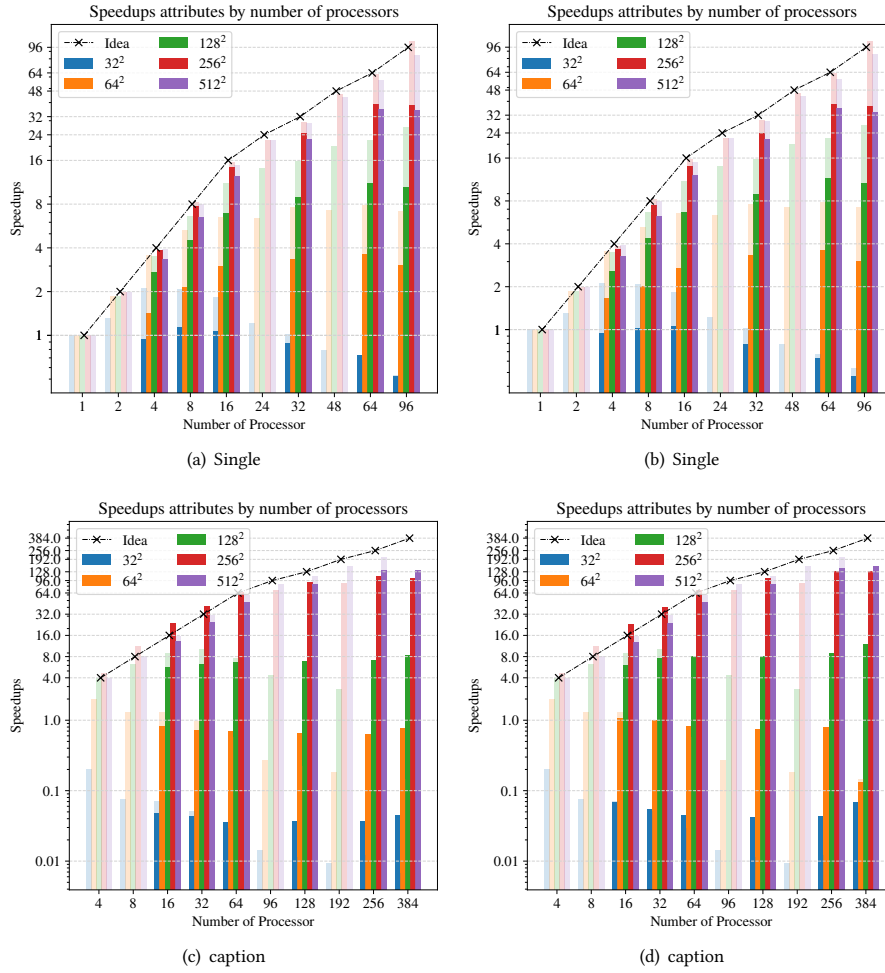 Speedups attributes by number of processors
Idea
32²
64²
128²
256²
512²
96
64
48
32
24
16
8
4
2
1
Speedups
1 2 4 8 16 24 32 48 64 96
Number of Processor
(a) Single
Speedups attributes by number of processors
Idea
32²
64²
128²
256²
512²
96
64
48
32
24
16
8
4
2
1
Speedups
1 2 4 8 16 24 32 48 64 96
Number of Processor
(b) Single
Speedups attributes by number of processors
Idea
32²
64²
128²
256²
512²
384.0
256.0
192.0
128.0
96.0
64.0
32.0
16.0
8.0
4.0
1.0
0.1
0.01
Speedups
4 8 16 32 64 96 128 192 256 384
Number of Processor
(c) caption
Speedups attributes by number of processors
Idea
32²
64²
128²
256²
512²
384.0
256.0
192.0
128.0
96.0
64.0
32.0
16.0
8.0
4.0
1.0
0.1
0.01
Speedups
4 8 16 32 64 96 128 192 256 384
Number of Processor
(d) caption